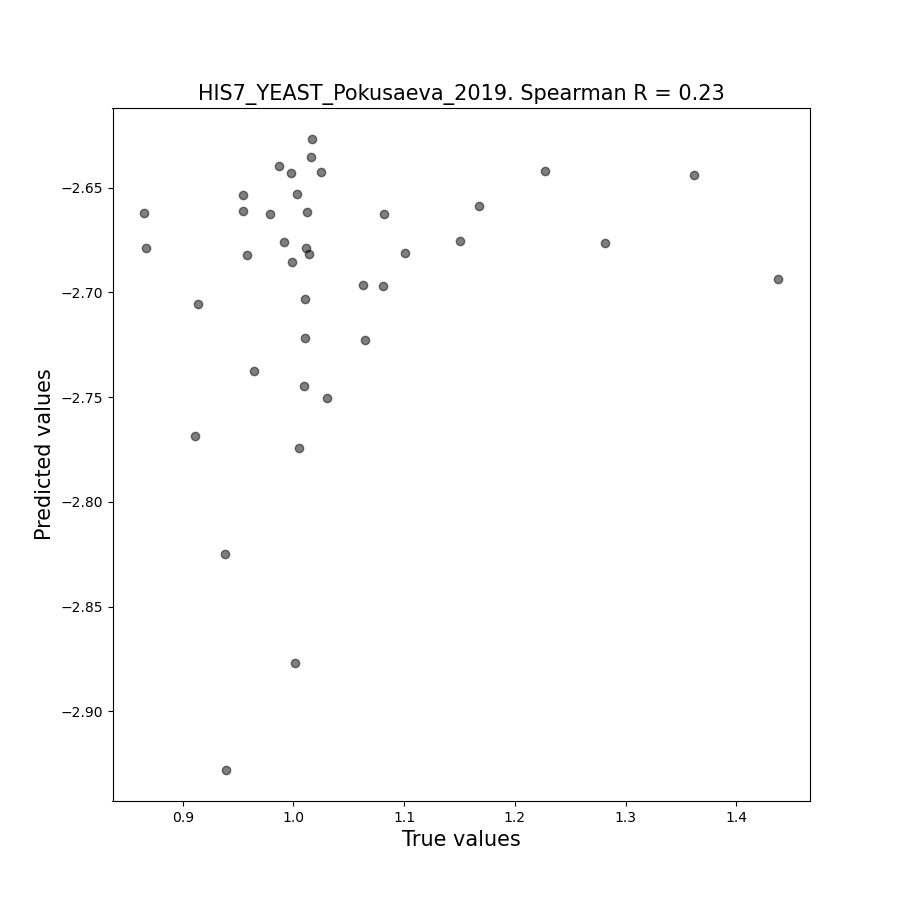 HIS7_YEAST_Pokusaeva_2019. Spearman R = 0.23
Predicted values
−2.65
−2.70
−2.75
−2.80
−2.85
−2.90
0.9 1.0 1.1 1.2 1.3 1.4
True values